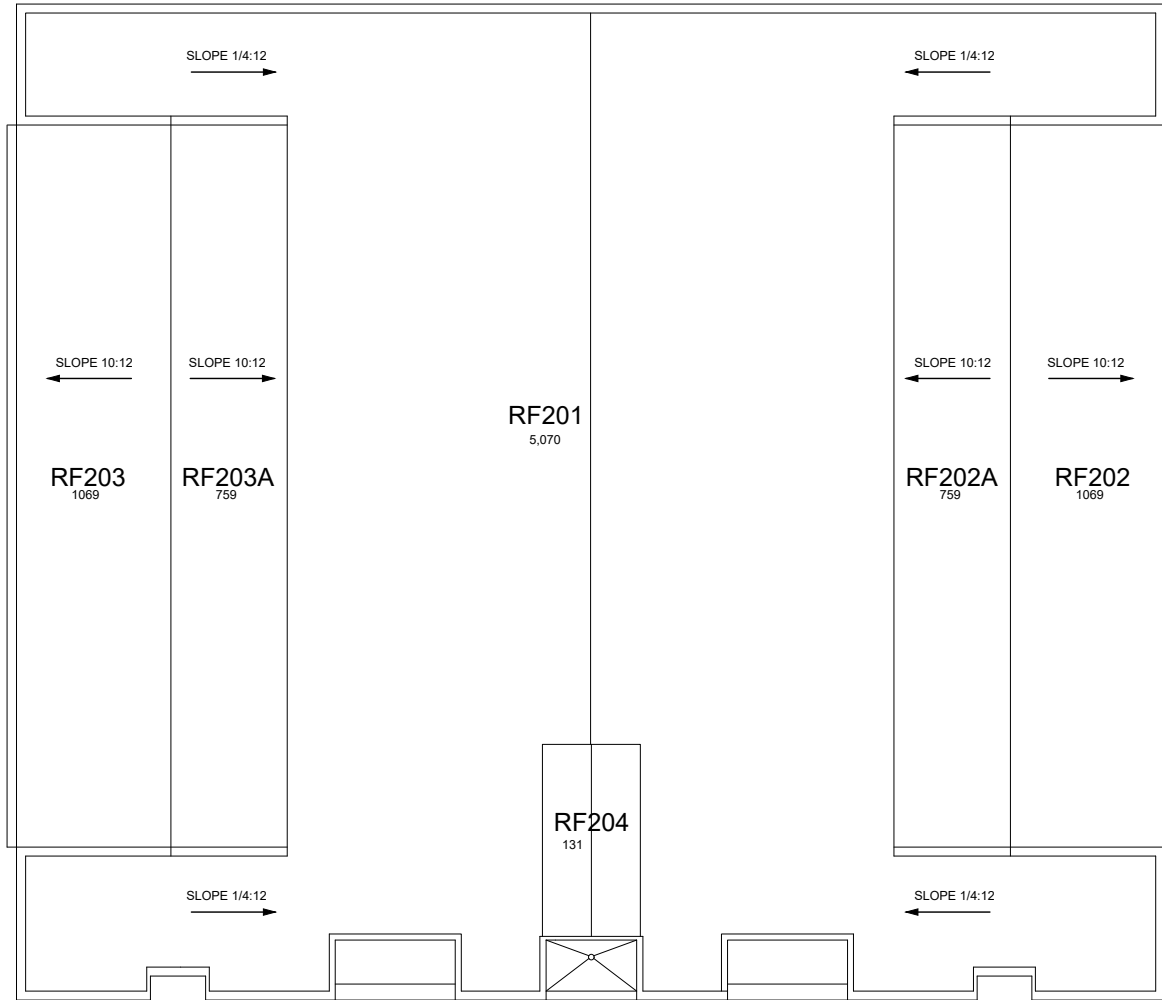 SLOPE 1/4:12
SLOPE 1/4:12
SLOPE 10:12
SLOPE 10:12
SLOPE 10:12
SLOPE 10:12
RF201
5,070
RF203
1069
RF203A
759
RF202A
759
RF202
1069
RF204
131
SLOPE 1/4:12
SLOPE 1/4:12